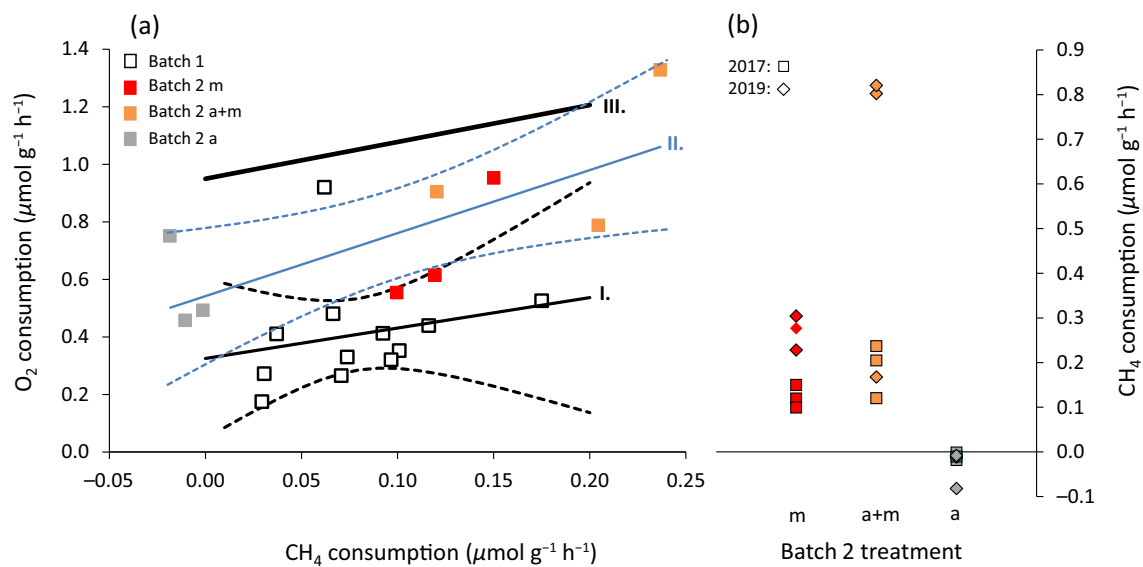 (a)
O₂ consumption (μmol g⁻¹ h⁻¹)
1.4
1.2
1.0
0.8
0.6
0.4
0.2
0.0
Batch 1
Batch 2 m
Batch 2 a+m
Batch 2 a
III.
II.
I.
−0.05 0.00 0.05 0.10 0.15 0.20 0.25
CH₄ consumption (μmol g⁻¹ h⁻¹)
(b)
2017:
2019:
0.9
0.8
0.7
0.6
0.5
0.4
0.3
0.2
0.1
0.0
−0.1
CH₄ consumption (μmol g⁻¹ h⁻¹)
m a+m a
Batch 2 treatment